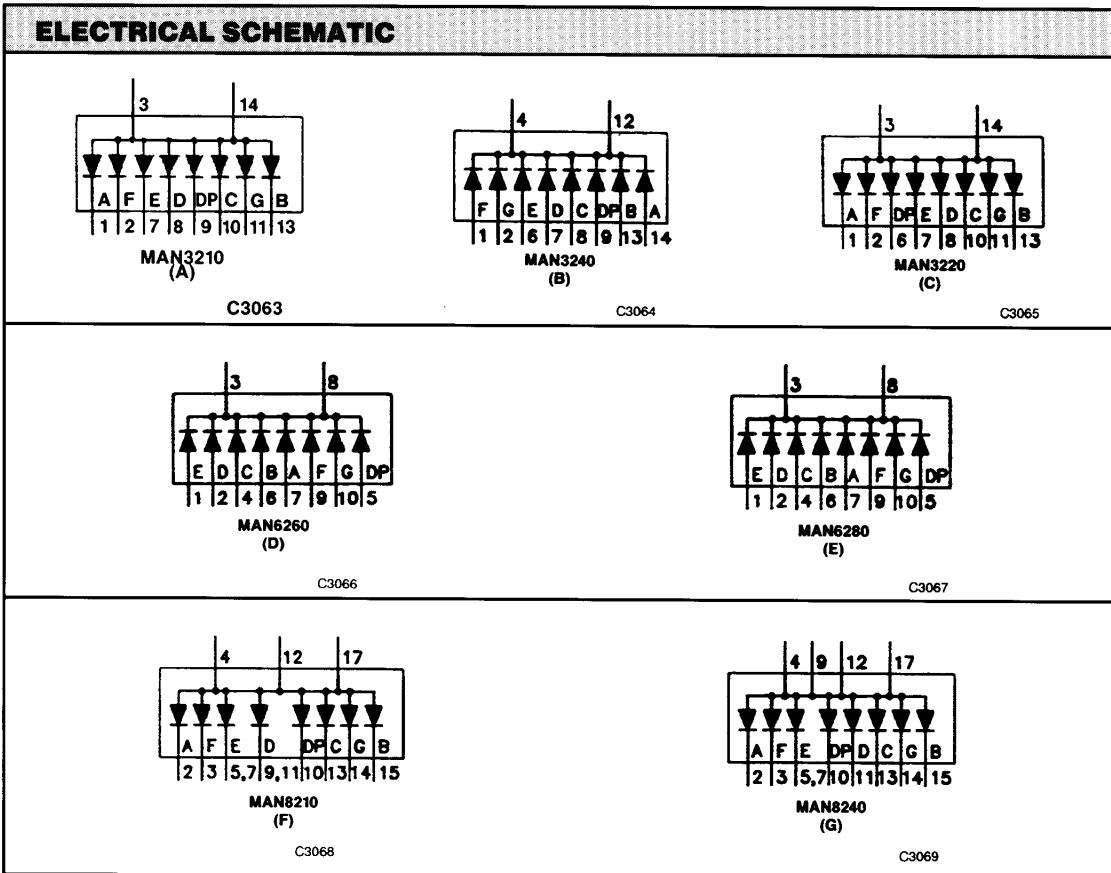 ELECTRICAL SCHEMATIC
3 14
A F E D DP C G B
1 2 7 8 9 10 11 13
MAN3210
(A)
C3063
4 12
F G E D C DP B A
1 2 6 7 8 9 13 14
MAN3240
(B)
C3064
3 14
A F DP E D C G B
1 2 6 7 8 10 11 13
MAN3220
(C)
C3065
3 8
E D C B A F G DP
1 2 4 6 7 9 10 5
MAN6260
(D)
C3066
3 8
E D C B A F G DP
1 2 4 6 7 9 10 5
MAN6280
(E)
C3067
4 12 17
A F E D DP C G B
2 3 5,7 9,11 10 13 14 15
MAN8210
(F)
C3068
4 9 12 17
A F E DP D C G B
2 3 5,7 10 11 13 14 15
MAN8240
(G)
C3069